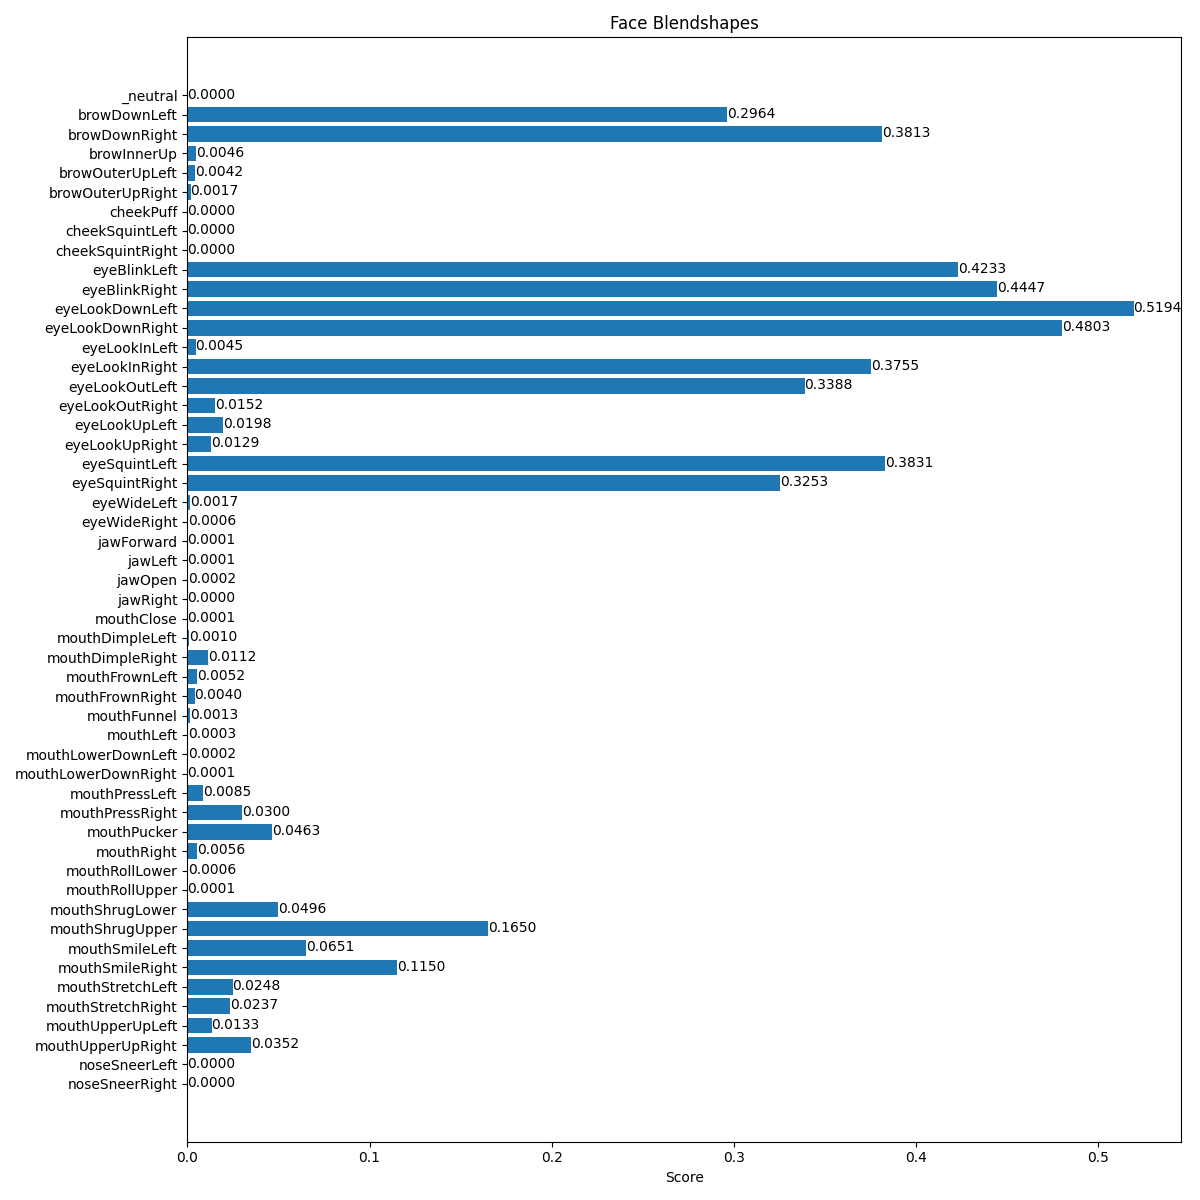 Face Blendshapes
_neutral 0.0000
browDownLeft 0.2964
browDownRight 0.3813
browInnerUp 0.0046
browOuterUpLeft 0.0042
browOuterUpRight 0.0017
cheekPuff 0.0000
cheekSquintLeft 0.0000
cheekSquintRight 0.0000
eyeBlinkLeft 0.4233
eyeBlinkRight 0.4447
eyeLookDownLeft 0.5194
eyeLookDownRight 0.4803
eyeLookInLeft 0.0045
eyeLookInRight 0.3755
eyeLookOutLeft 0.3388
eyeLookOutRight 0.0152
eyeLookUpLeft 0.0198
eyeLookUpRight 0.0129
eyeSquintLeft 0.3831
eyeSquintRight 0.3253
eyeWideLeft 0.0017
eyeWideRight 0.0006
jawForward 0.0001
jawLeft 0.0001
jawOpen 0.0002
jawRight 0.0000
mouthClose 0.0001
mouthDimpleLeft 0.0010
mouthDimpleRight 0.0112
mouthFrownLeft 0.0052
mouthFrownRight 0.0040
mouthFunnel 0.0013
mouthLeft 0.0003
mouthLowerDownLeft 0.0002
mouthLowerDownRight 0.0001
mouthPressLeft 0.0085
mouthPressRight 0.0300
mouthPucker 0.0463
mouthRight 0.0056
mouthRollLower 0.0006
mouthRollUpper 0.0001
mouthShrugLower 0.0496
mouthShrugUpper 0.1650
mouthSmileLeft 0.0651
mouthSmileRight 0.1150
mouthStretchLeft 0.0248
mouthStretchRight 0.0237
mouthUpperUpLeft 0.0133
mouthUpperUpRight 0.0352
noseSneerLeft 0.0000
noseSneerRight 0.0000
0.0 0.1 0.2 0.3 0.4 0.5
Score